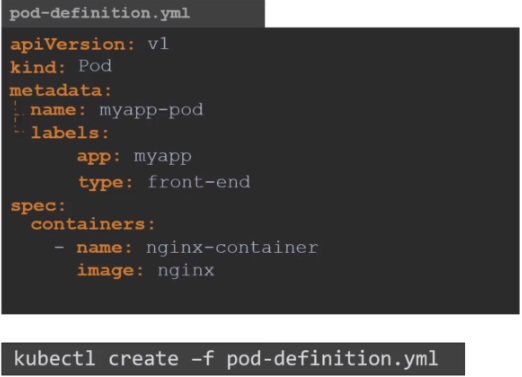 pod-definition.yml
apiVersion: v1
kind: Pod
metadata:
  name: myapp-pod
  labels:
      app: myapp
      type: front-end
spec:
  containers:
    - name: nginx-container
      image: nginx
kubectl create –f pod-definition.yml